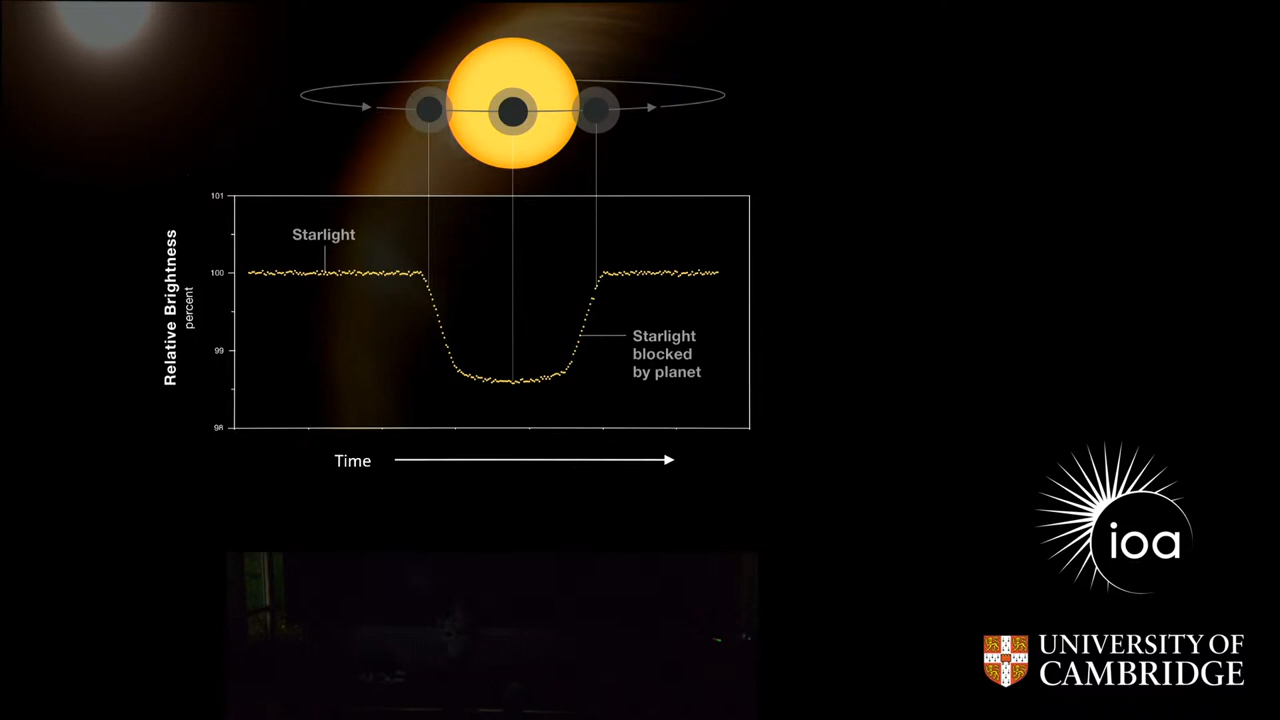 101
Starlight
100
Relative Brightness
percent
Starlight
blocked
by planet
99
98
Time
ioa
UNIVERSITY OF
CAMBRIDGE